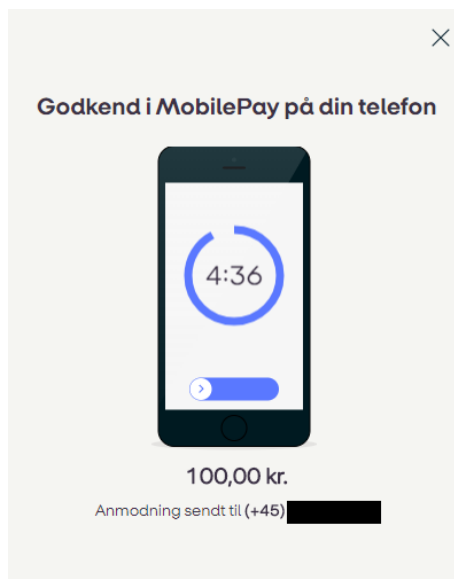 Godkend i MobilePay på din telefon
4:36
100,00 kr.
Anmodning sendt til (+45)